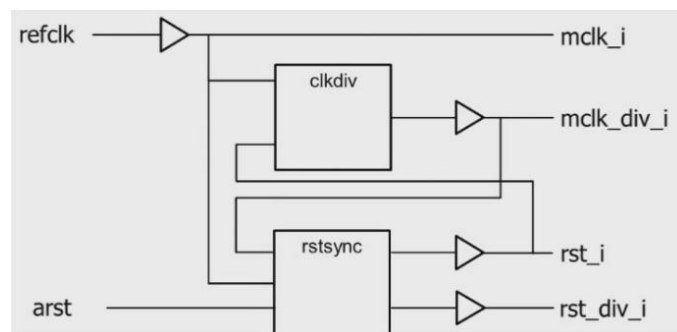 refclk
mclk_i
clkdiv
mclk_div_i
rstsync
rst_i
arst
rst_div_i